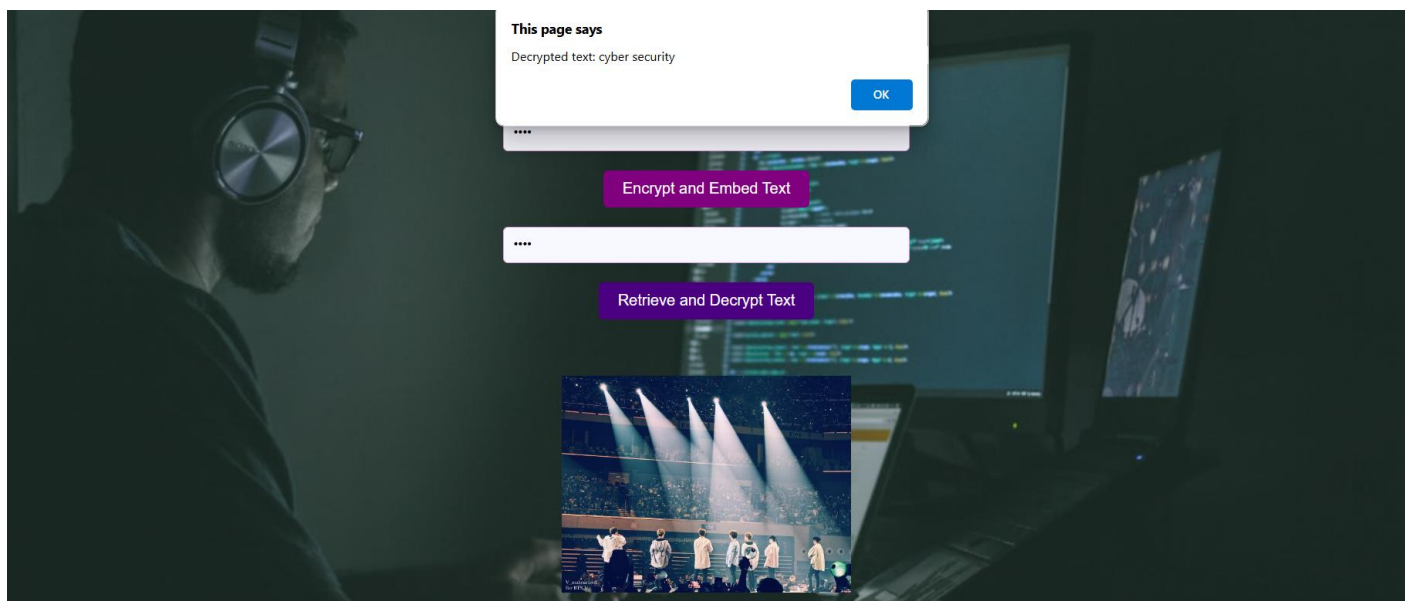 This page says
Decrypted text: cyber security
OK
••••
Encrypt and Embed Text
••••
Retrieve and Decrypt Text